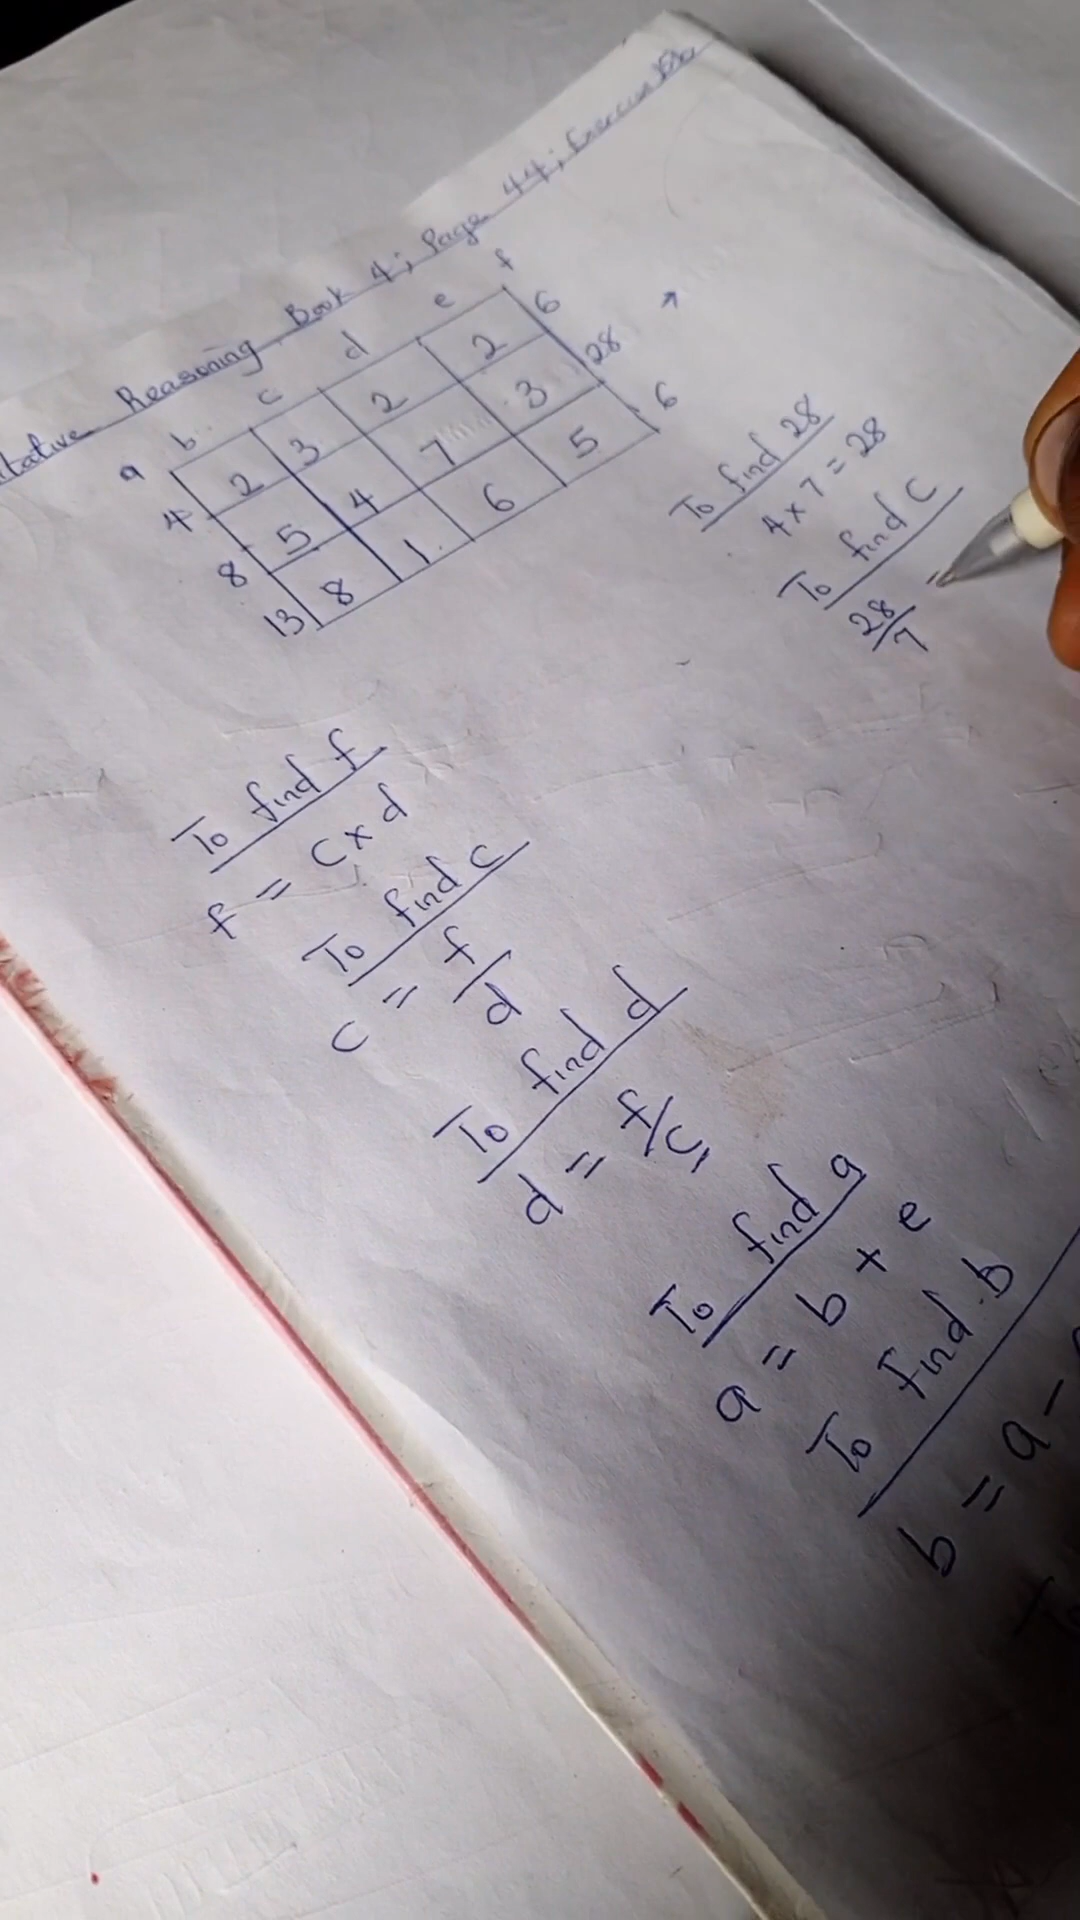 Reasoning Book 4; Page 44; Exercise
a b c d e f
4 2 3 2 2 6
8 5 4 7 3 28
13 8 1 6 5 6
To find 28
4 x 7 = 28
To find C
28/7 =
To find f
f = c x d
To find c
c = f/d
To find d
d = f/c
To find a
a = b + e
To find b
b = a -